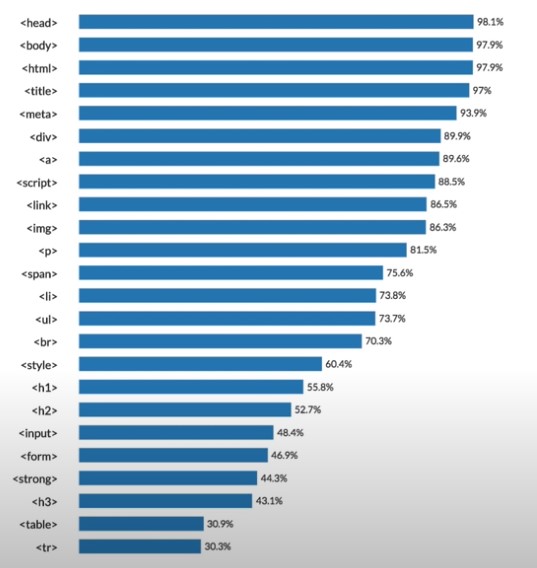 <head> 98.1%
<body> 97.9%
<html> 97.9%
<title> 97%
<meta> 93.9%
<div> 89.9%
<a> 89.6%
<script> 88.5%
<link> 86.5%
<img> 86.3%
<p> 81.5%
<span> 75.6%
<li> 73.8%
<ul> 73.7%
<br> 70.3%
<style> 60.4%
<h1> 55.8%
<h2> 52.7%
<input> 48.4%
<form> 46.9%
<strong> 44.3%
<h3> 43.1%
<table> 30.9%
<tr> 30.3%